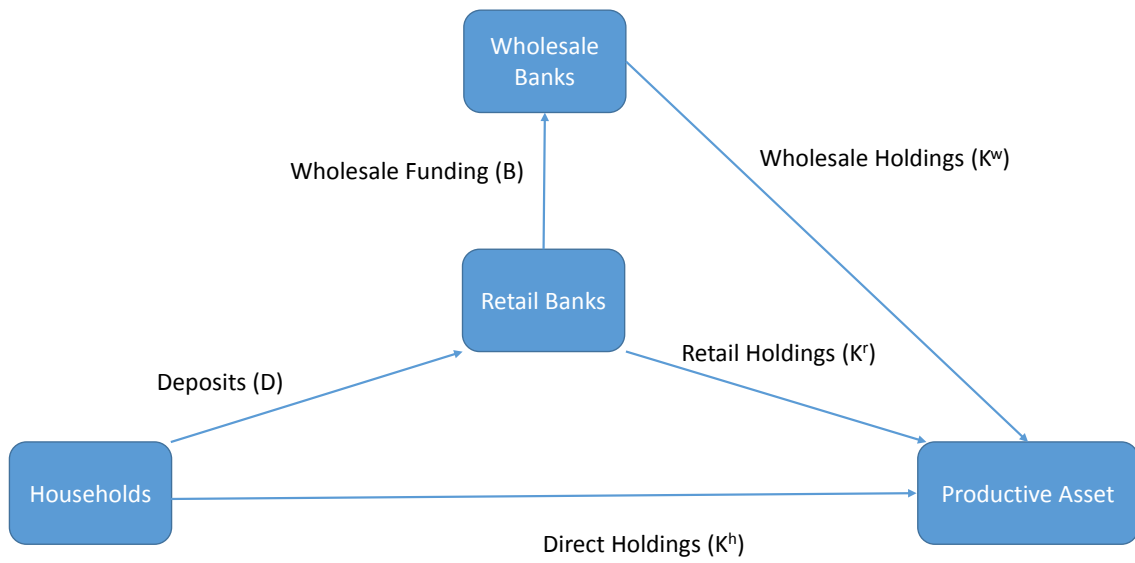 Wholesale
Banks
Wholesale Funding (B)
Wholesale Holdings (Kʷ)
Retail Banks
Retail Holdings (Kʳ)
Deposits (D)
Households
Productive Asset
Direct Holdings (Kʰ)